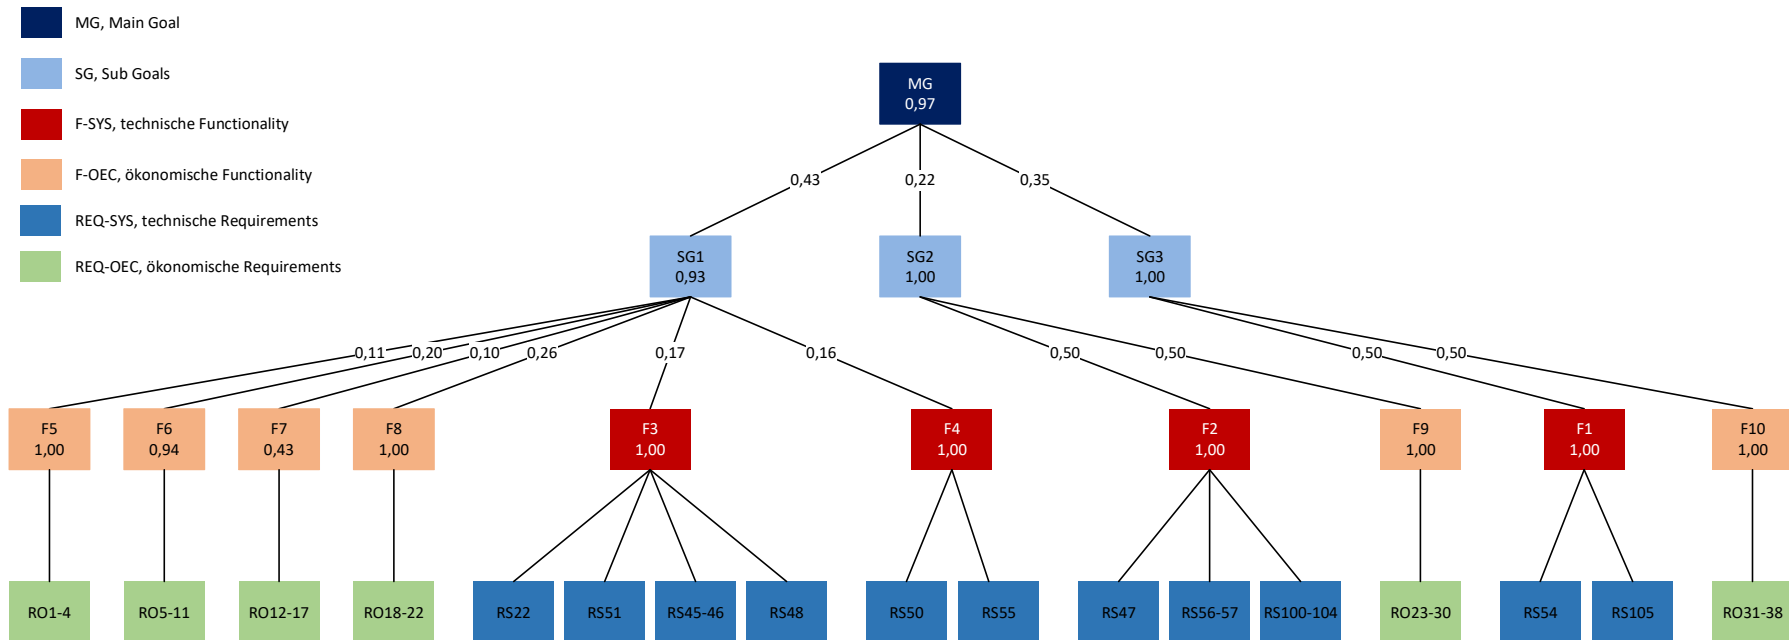 MG, Main Goal
SG, Sub Goals
F-SYS, technische Functionality
F-OEC, ökonomische Functionality
REQ-SYS, technische Requirements
REQ-OEC, ökonomische Requirements
MG
0,97
0,43
0,22
0,35
SG1
0,93
SG2
1,00
SG3
1,00
0,11
0,20
0,10
0,26
0,17
0,16
0,50
0,50
0,50
0,50
F5
1,00
F6
0,94
F7
0,43
F8
1,00
F3
1,00
F4
1,00
F2
1,00
F9
1,00
F1
1,00
F10
1,00
RO1-4
RO5-11
RO12-17
RO18-22
RS22
RS51
RS45-46
RS48
RS50
RS55
RS47
RS56-57
RS100-104
RO23-30
RS54
RS105
RO31-38